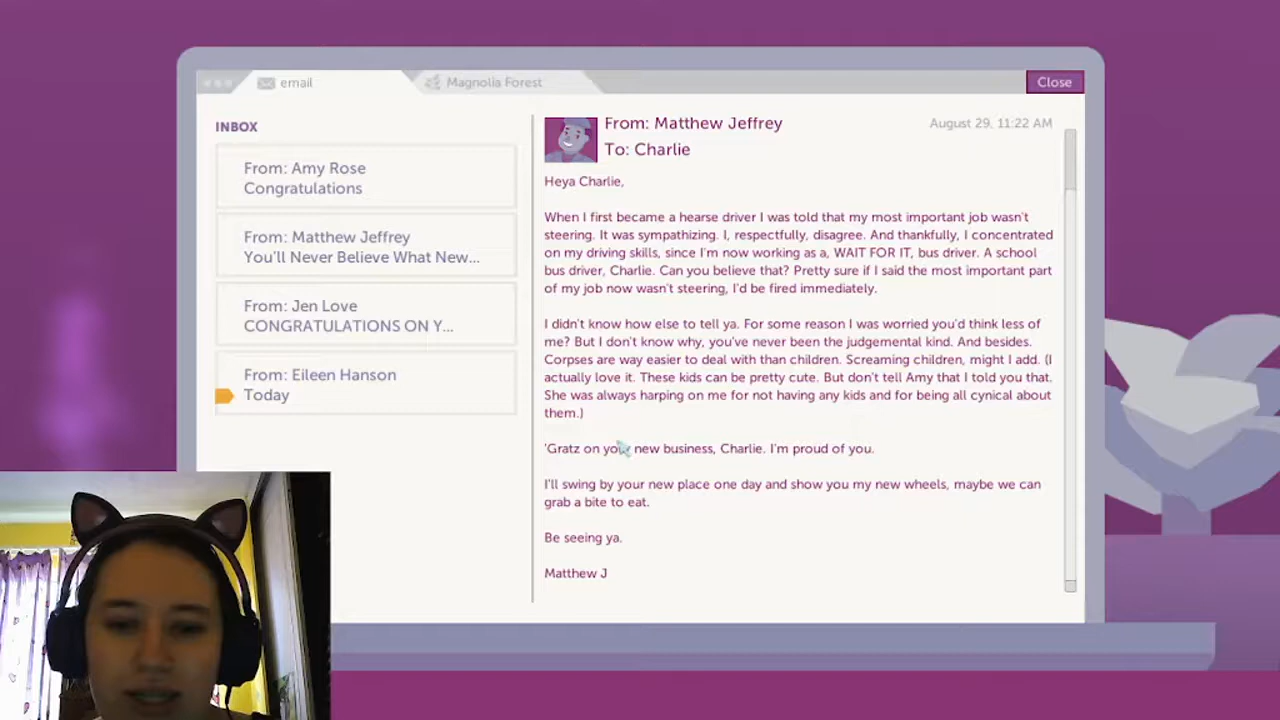 email
Magnolia Forest
Close
INBOX
From: Amy Rose
Congratulations
From: Matthew Jeffrey
You'll Never Believe What New...
From: Jen Love
CONGRATULATIONS ON Y...
From: Eileen Hanson
Today
From: Matthew Jeffrey
August 29, 11:22 AM
To: Charlie
Heya Charlie,
When I first became a hearse driver I was told that my most important job wasn't
steering. It was sympathizing. I, respectfully, disagree. And thankfully, I concentrated
on my driving skills, since I'm now working as a, WAIT FOR IT, bus driver. A school
bus driver, Charlie. Can you believe that? Pretty sure if I said the most important part
of my job now wasn't steering, I'd be fired immediately.
I didn't know how else to tell ya. For some reason I was worried you'd think less of
me? But I don't know why, you've never been the judgemental kind. And besides.
Corpses are way easier to deal with than children. Screaming children, might I add. (I
actually love it. These kids can be pretty cute. But don't tell Amy that I told you that.
She was always harping on me for not having any kids and for being all cynical about
them.)
'Gratz on your new business, Charlie. I'm proud of you.
I'll swing by your new place one day and show you my new wheels, maybe we can
grab a bite to eat.
Be seeing ya.
Matthew J